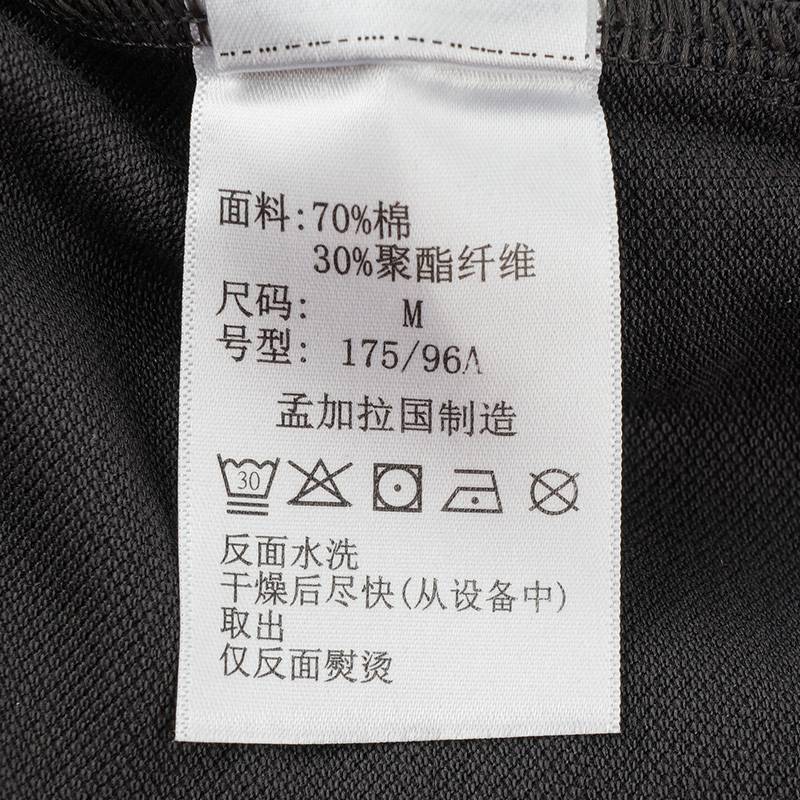 面料:70%棉
30%聚酯纤维
尺码: M
号型: 175/96A
孟加拉国制造
30
反面水洗
干燥后尽快(从设备中)
取出
仅反面熨烫